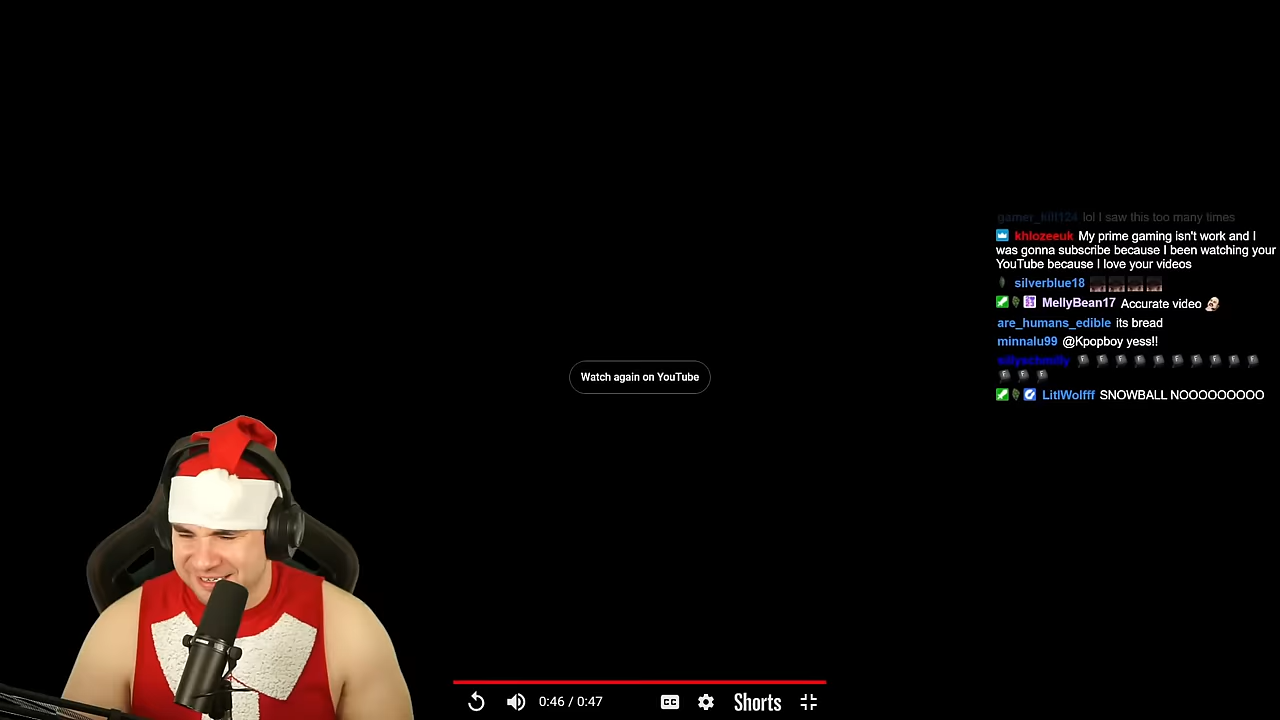 gamer_kill124 lol I saw this too many times
khlozeeuk My prime gaming isn't work and I
was gonna subscribe because I been watching your
YouTube because I love your videos
silverblue18
MellyBean17 Accurate video
are_humans_edible its bread
minnalu99 @Kpopboy yess!!
Watch again on YouTube
LitlWolfff SNOWBALL NOOOOOOOOO
0:46 / 0:47
CC
Shorts